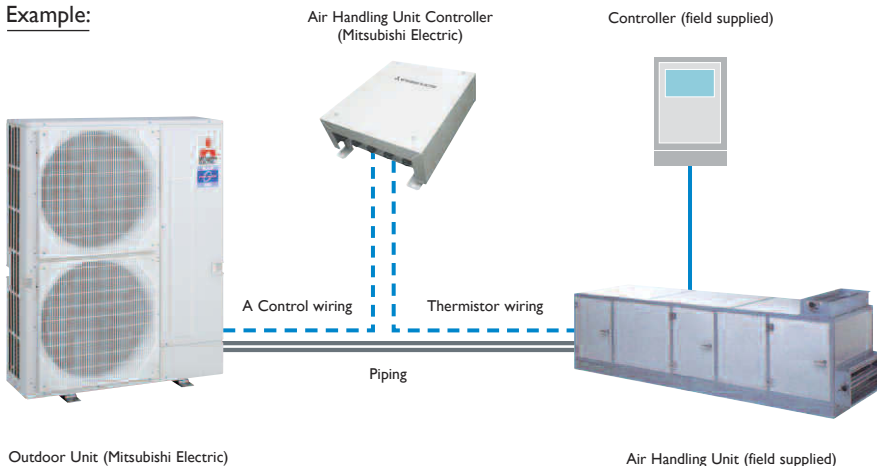 Example:
Air Handling Unit Controller
(Mitsubishi Electric)
Controller (field supplied)
A Control wiring
Thermistor wiring
Piping
Outdoor Unit (Mitsubishi Electric)
Air Handling Unit (field supplied)